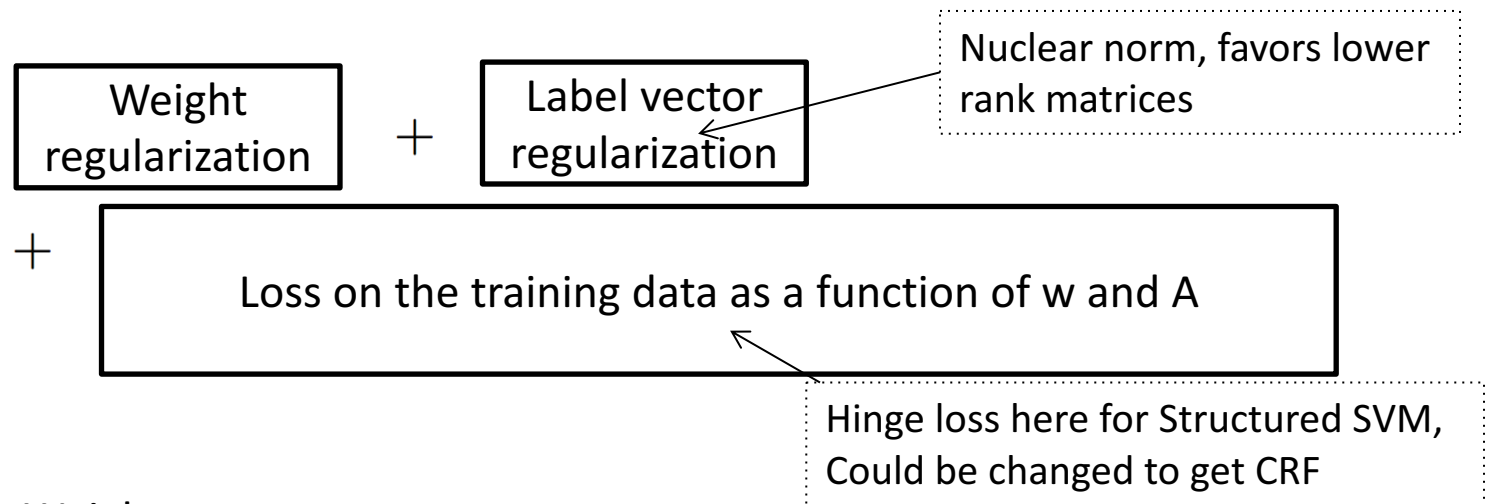 Weight
regularization
+
Label vector
regularization
Nuclear norm, favors lower
rank matrices
+
Loss on the training data as a function of w and A
Hinge loss here for Structured SVM,
Could be changed to get CRF